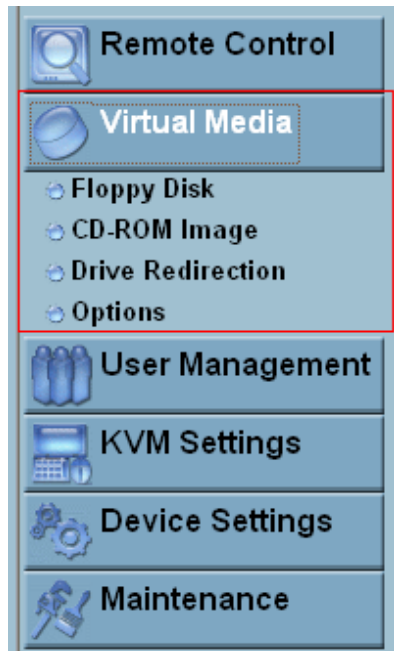 Remote Control
Virtual Media
Floppy Disk
CD-ROM Image
Drive Redirection
Options
User Management
KVM Settings
Device Settings
Maintenance